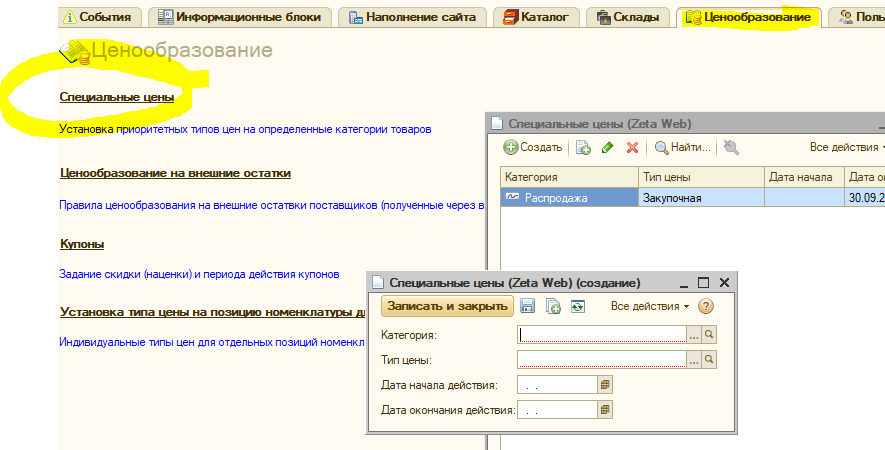 События Информационные блоки Наполнение сайта Каталог Склады Ценообразование Поль
Ценообразование
Специальные цены
Установка приоритетных типов цен на определенные категории товаров
Ценообразование на внешние остатки
Правила ценообразования на внешние остатвки поставщиков (полученные через в
Купоны
Задание скидки (наценки) и периода действия купонов
Установка типа цены на позицию номенклатуры д
Индивидуальные типы цен для отдельных позиций номенкл
Специальные цены (Zeta Web)
Создать Найти... Все действия
Категория Тип цены Дата начала Дата о
Распродажа Закупочная 30.09.2
Специальные цены (Zeta Web) (создание)
Записать и закрыть Все действия ?
Категория: ...
Тип цены: ...
Дата начала действия: . .
Дата окончания действия: . .